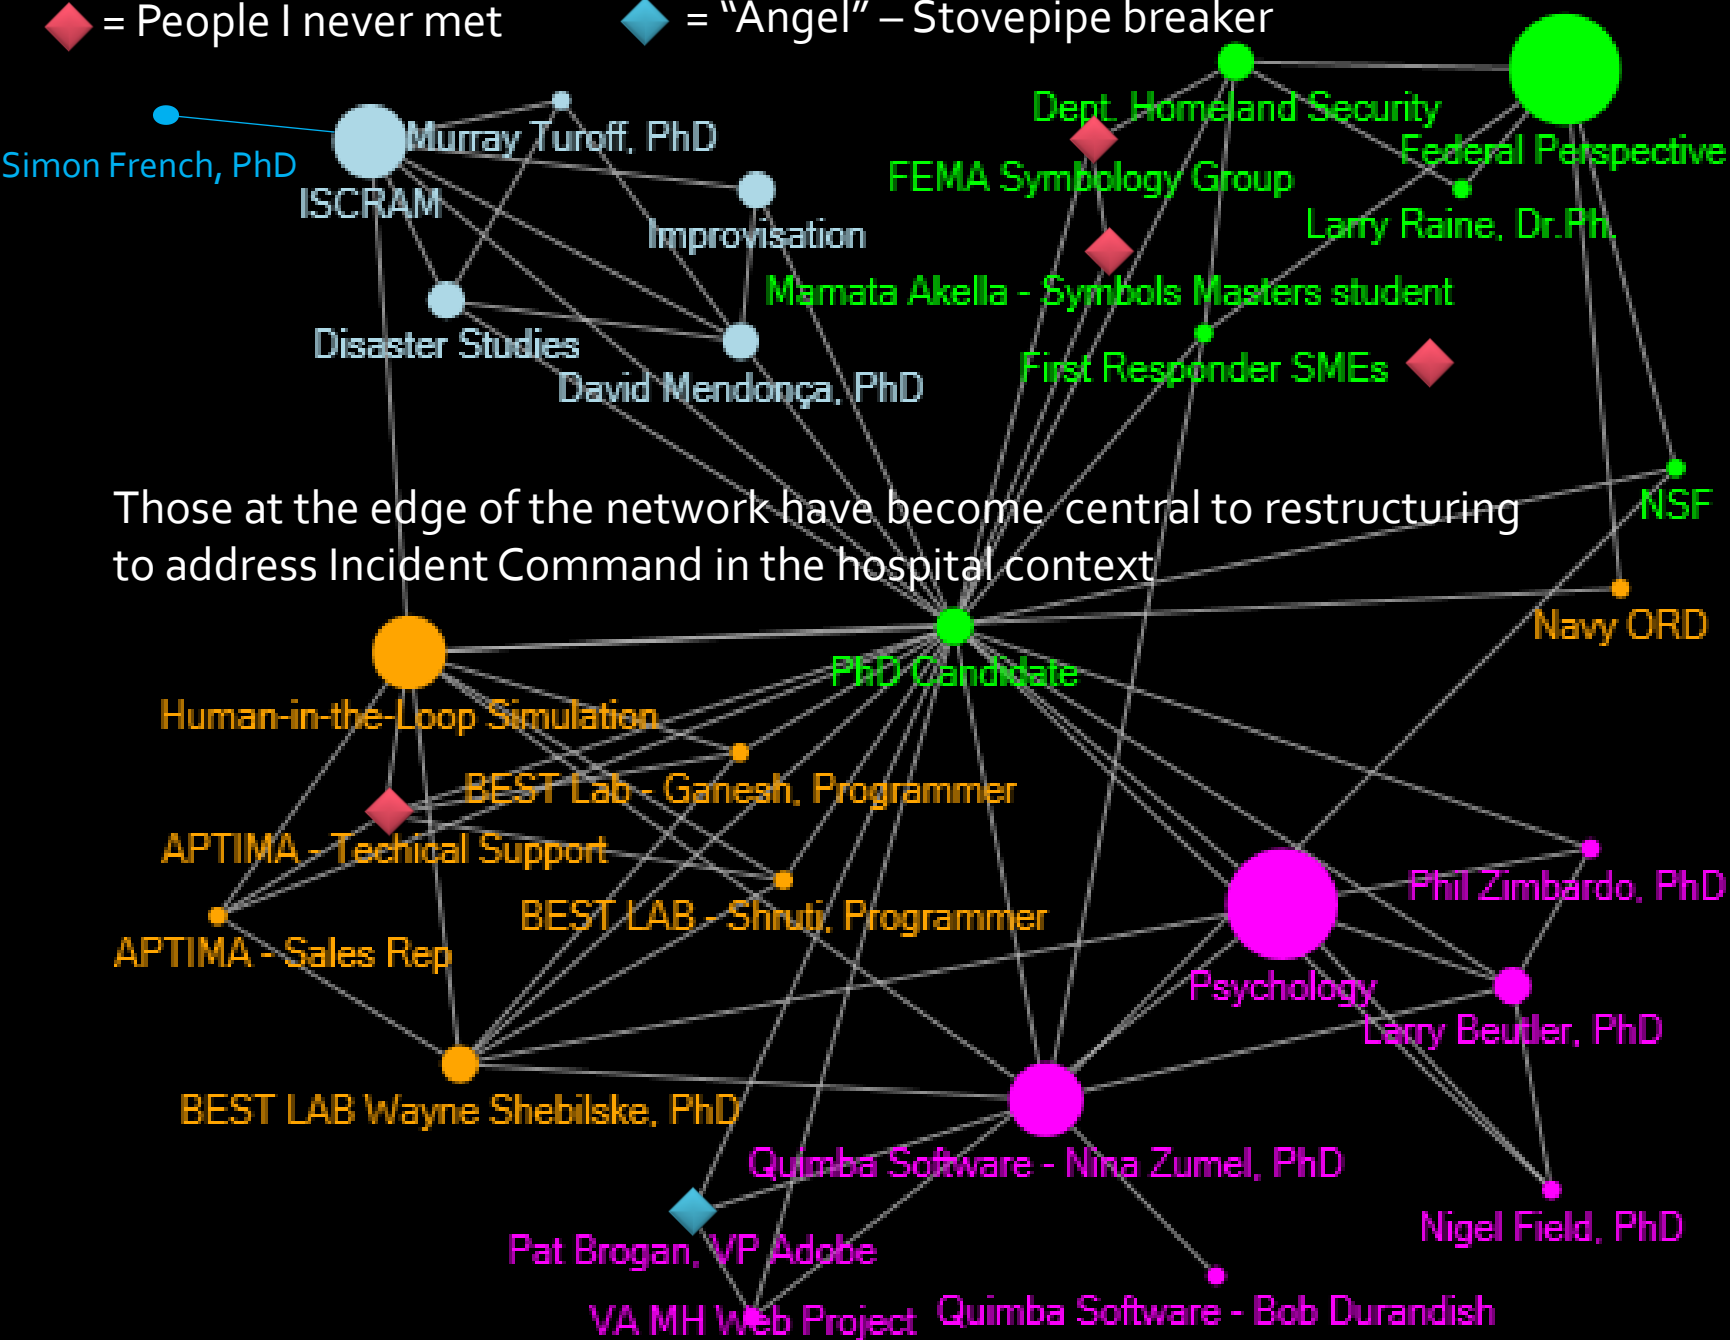 = People I never met
= “Angel” – Stovepipe breaker
Dept. Homeland Security
Murray Turoff, PhD
Federal Perspective
Simon French, PhD
FEMA Symbology Group
ISCRAM
Larry Raine, Dr.Ph.
Improvisation
Mamata Akella - Symbols Masters student
Disaster Studies
First Responder SMEs
David Mendonça, PhD
Those at the edge of the network have become central to restructuring
to address Incident Command in the hospital context
NSF
Navy ORD
PhD Candidate
Human-in-the-Loop Simulation
BEST Lab - Ganesh, Programmer
APTIMA - Techical Support
Phil Zimbardo, PhD
BEST LAB - Shruti, Programmer
APTIMA - Sales Rep
Psychology
Larry Beutler, PhD
BEST LAB Wayne Shebilske, PhD
Quimba Software - Nina Zumel, PhD
Nigel Field, PhD
Pat Brogan, VP Adobe
VA MH Web Project
Quimba Software - Bob Durandish